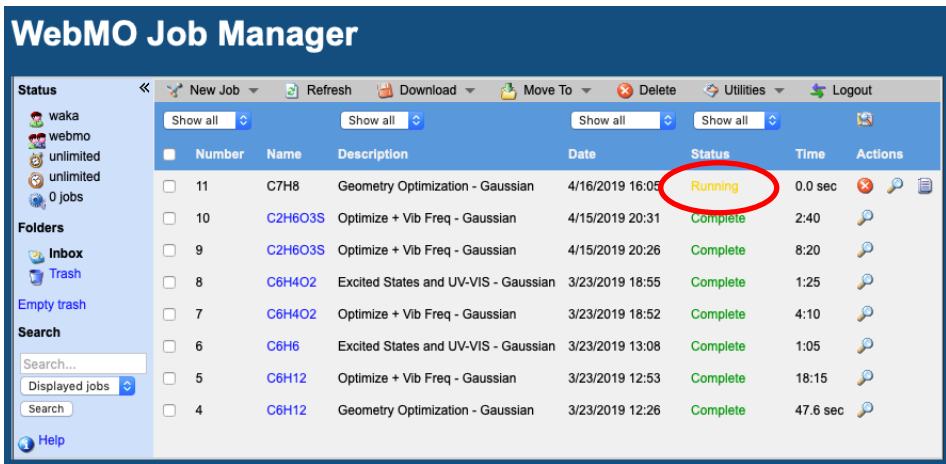 WebMO Job Manager
Status «
waka
webmo
unlimited
unlimited
0 jobs
Folders
Inbox
Trash
Empty trash
Search
Search...
Displayed jobs
Search
Help
New Job Refresh Download Move To Delete Utilities Logout
Show all Show all Show all Show all
Number Name Description Date Status Time Actions
11 C7H8 Geometry Optimization - Gaussian 4/16/2019 16:05 Running 0.0 sec
10 C2H6O3S Optimize + Vib Freq - Gaussian 4/15/2019 20:31 Complete 2:40
9 C2H6O3S Optimize + Vib Freq - Gaussian 4/15/2019 20:26 Complete 8:20
8 C6H4O2 Excited States and UV-VIS - Gaussian 3/23/2019 18:55 Complete 1:25
7 C6H4O2 Optimize + Vib Freq - Gaussian 3/23/2019 18:52 Complete 4:10
6 C6H6 Excited States and UV-VIS - Gaussian 3/23/2019 13:08 Complete 1:05
5 C6H12 Optimize + Vib Freq - Gaussian 3/23/2019 12:53 Complete 18:15
4 C6H12 Geometry Optimization - Gaussian 3/23/2019 12:26 Complete 47.6 sec